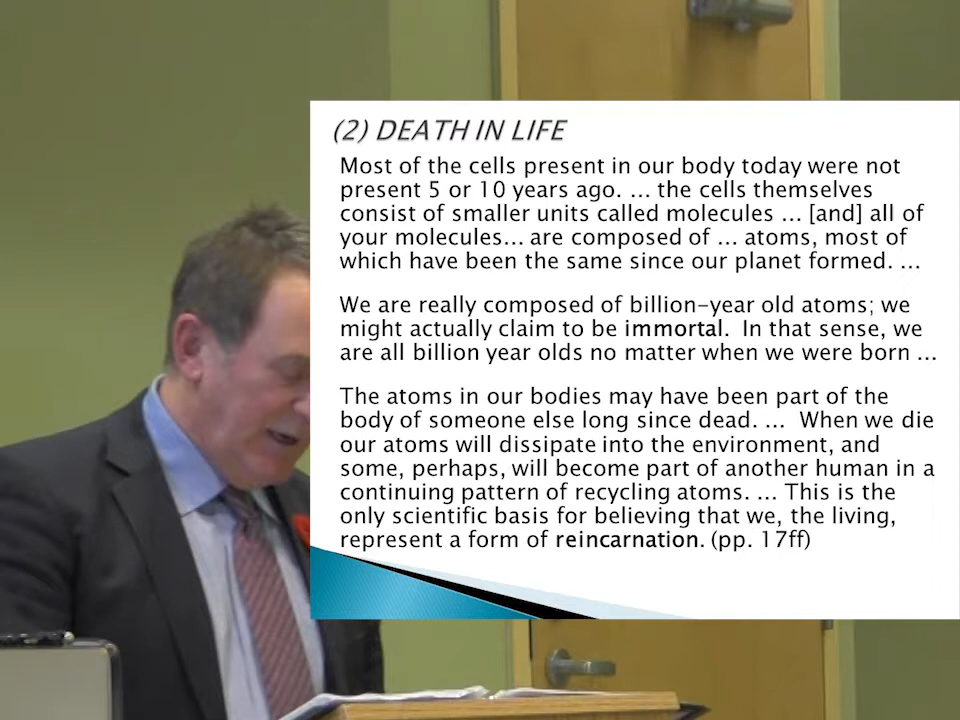 (2) DEATH IN LIFE
Most of the cells present in our body today were not
present 5 or 10 years ago. ... the cells themselves
consist of smaller units called molecules ... [and] all of
your molecules... are composed of ... atoms, most of
which have been the same since our planet formed. ...
We are really composed of billion-year old atoms; we
might actually claim to be immortal. In that sense, we
are all billion year olds no matter when we were born ...
The atoms in our bodies may have been part of the
body of someone else long since dead. ... When we die
our atoms will dissipate into the environment, and
some, perhaps, will become part of another human in a
continuing pattern of recycling atoms. ... This is the
only scientific basis for believing that we, the living,
represent a form of reincarnation. (pp. 17ff)